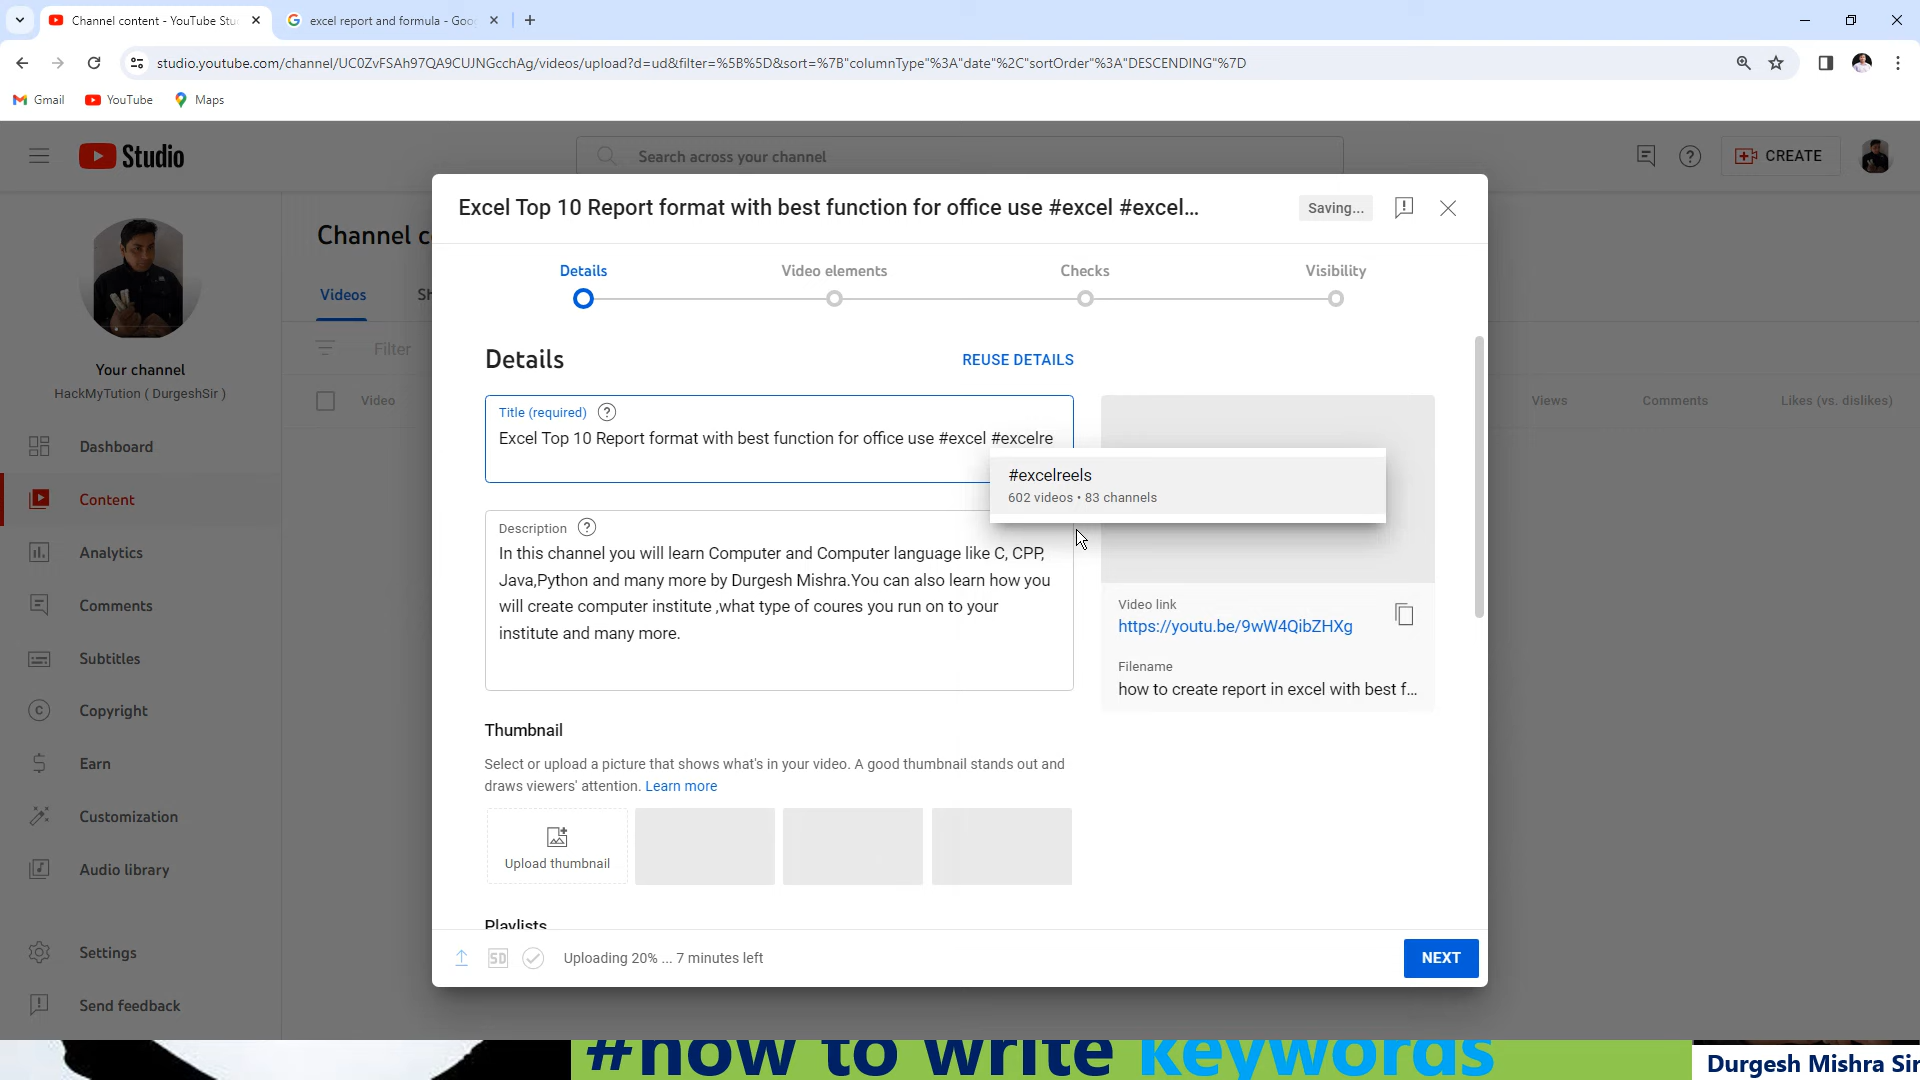 Channel content - YouTube Stu
excel report and formula - Goo
studio.youtube.com/channel/UC0ZvFSAh97QA9CUJNGcchAg/videos/upload?d=ud&filter=%5B%5D&sort=%7B"columnType"%3A"date"%2C"sortOrder"%3A"DESCENDING"%7D
Gmail
YouTube
Maps
Studio
Search across your channel
CREATE
Excel Top 10 Report format with best function for office use #excel #excel...
Saving...
Channel c
Your channel
HackMyTution ( DurgeshSir )
Videos
Sh
Filter
Video
Views
Comments
Likes (vs. dislikes)
Dashboard
Content
Analytics
Comments
Subtitles
Copyright
Earn
Customization
Audio library
Settings
Send feedback
Details
Video elements
Checks
Visibility
Details
REUSE DETAILS
Title (required)
Excel Top 10 Report format with best function for office use #excel #excelre
#excelreels
602 videos • 83 channels
Description
In this channel you will learn Computer and Computer language like C, CPP,
Java,Python and many more by Durgesh Mishra.You can also learn how you
will create computer institute ,what type of coures you run on to your
institute and many more.
Video link
https://youtu.be/9wW4QibZHXg
Filename
how to create report in excel with best f...
Thumbnail
Select or upload a picture that shows what's in your video. A good thumbnail stands out and
draws viewers' attention. Learn more
Upload thumbnail
Playlists
SD
Uploading 20% ... 7 minutes left
NEXT
#how to write keywords
Durgesh Mishra Sir